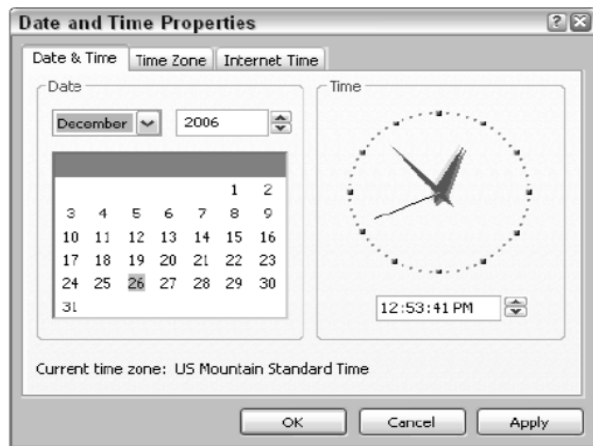 Date and Time Properties
Date & Time Time Zone Internet Time
Date
December 2006
1 2
3 4 5 6 7 8 9
10 11 12 13 14 15 16
17 18 19 20 21 22 23
24 25 26 27 28 29 30
31
Time
12:53:41 PM
Current time zone: US Mountain Standard Time
OK Cancel Apply